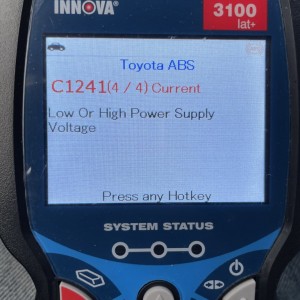 INNOVA®
3100
lat+
Toyota ABS
C1241(4 / 4) Current
Low Or High Power Supply
Voltage
Press any Hotkey
SYSTEM STATUS